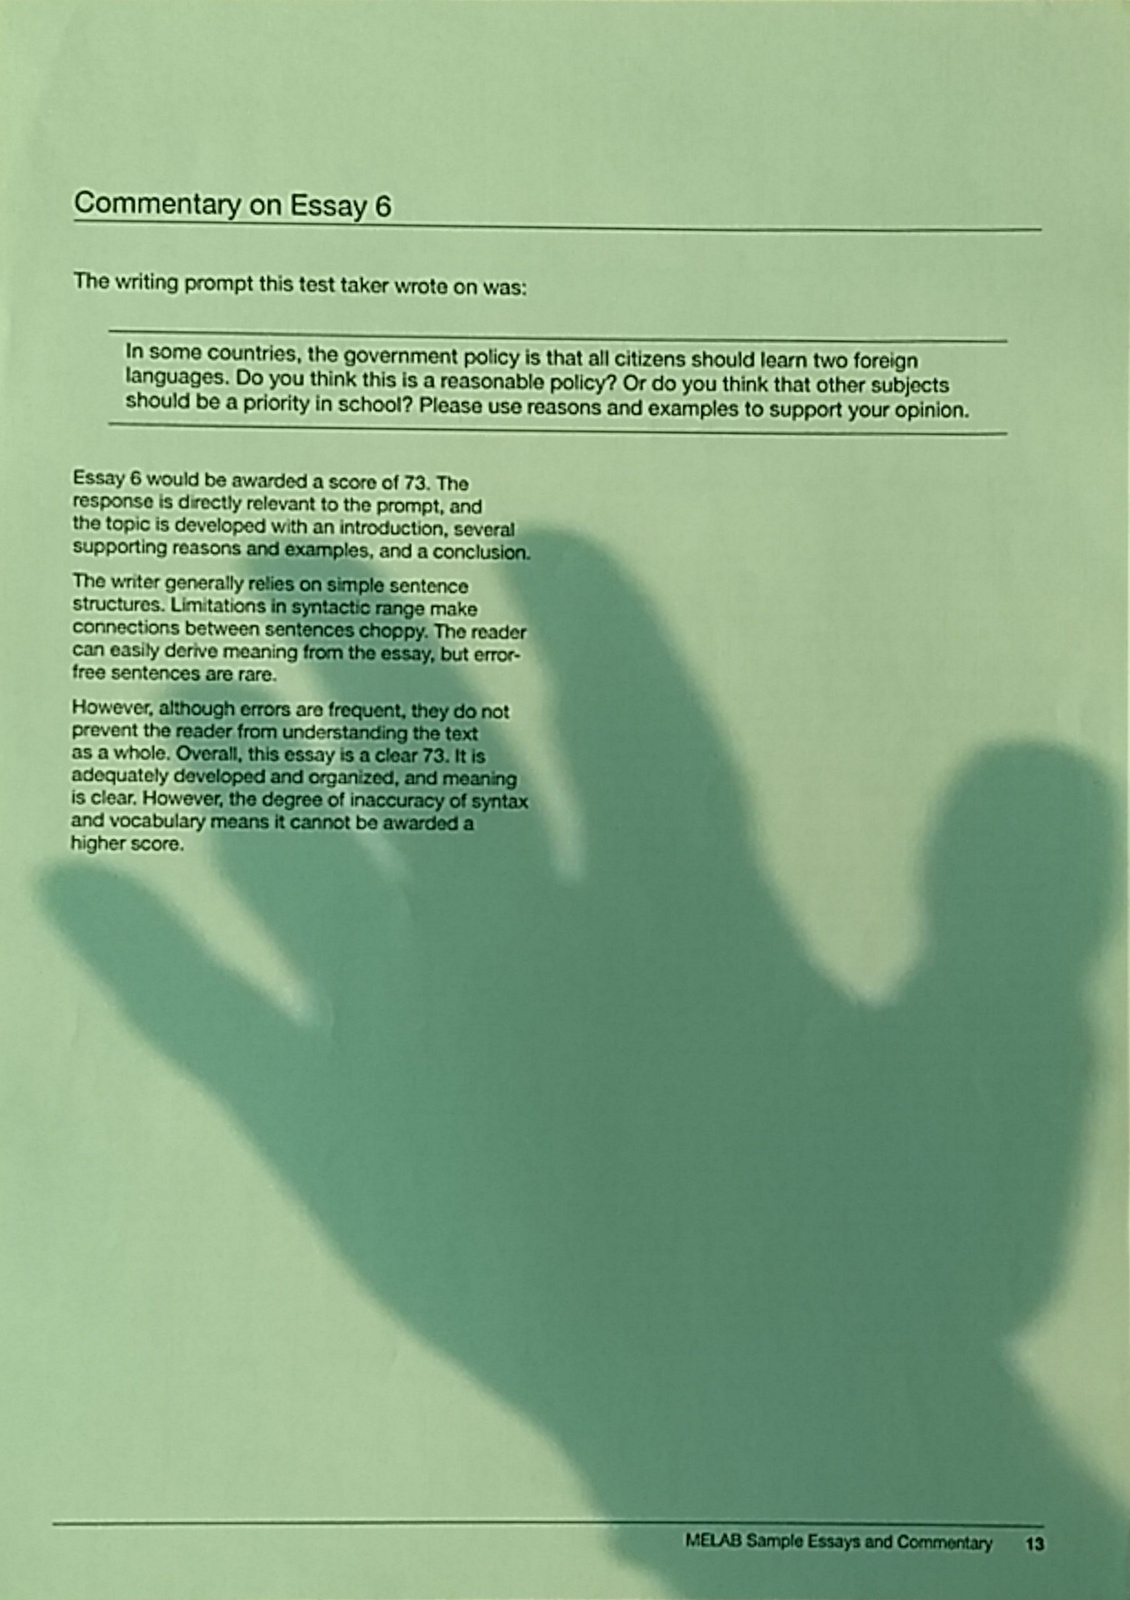 Commentary on Essay 6
The writing prompt this test taker wrote on was:
In some countries, the government policy is that all citizens should learn two foreign
languages. Do you think this is a reasonable policy? Or do you think that other subjects
should be a priority in school? Please use reasons and examples to support your opinion.
Essay 6 would be awarded a score of 73. The
response is directly relevant to the prompt, and
the topic is developed with an introduction, several
supporting reasons and examples, and a conclusion.
The writer generally relies on simple sentence
structures. Limitations in syntactic range make
connections between sentences choppy. The reader
can easily derive meaning from the essay, but error-
free sentences are rare.
However, although errors are frequent, they do not
prevent the reader from understanding the text
as a whole. Overall, this essay is a clear 73. It is
adequately developed and organized, and meaning
is clear. However, the degree of inaccuracy of syntax
and vocabulary means it cannot be awarded a
higher score.
MELAB Sample Essays and Commentary 13